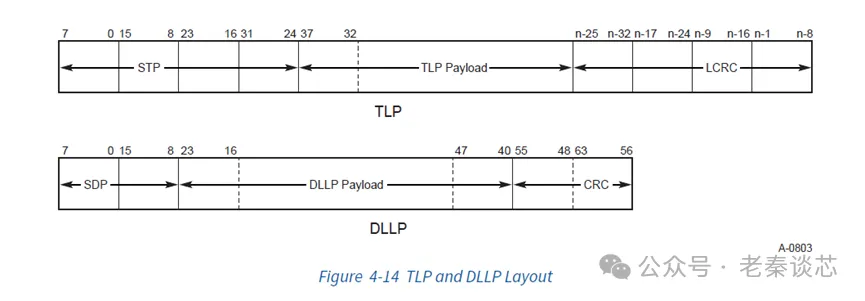 7 0 15 8 23 16 31 24 37 32 n-25 n-32 n-17 n-24 n-9 n-16 n-1 n-8
STP TLP Payload LCRC
TLP
7 0 15 8 23 16 47 40 55 48 63 56
SDP DLLP Payload CRC
DLLP
A-0803
Figure 4-14 TLP and DLLP Layout
公众号·老秦谈芯